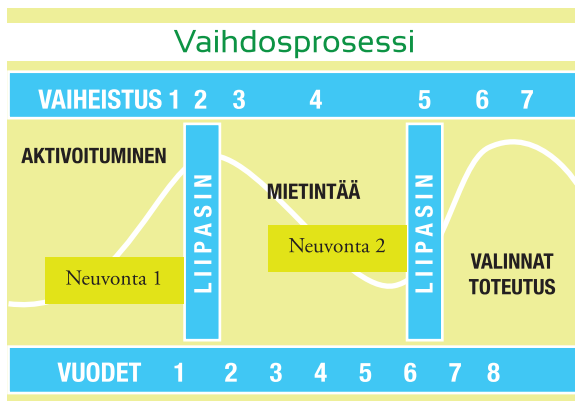 Vaihdosprosessi
VAIHEISTUS 1 2 3 4 5 6 7
AKTIVOITUMINEN
LIIPASIN
MIETINTÄÄ
LIIPASIN
Neuvonta 1
Neuvonta 2
VALINNAT
TOTEUTUS
VUODET 1 2 3 4 5 6 7 8